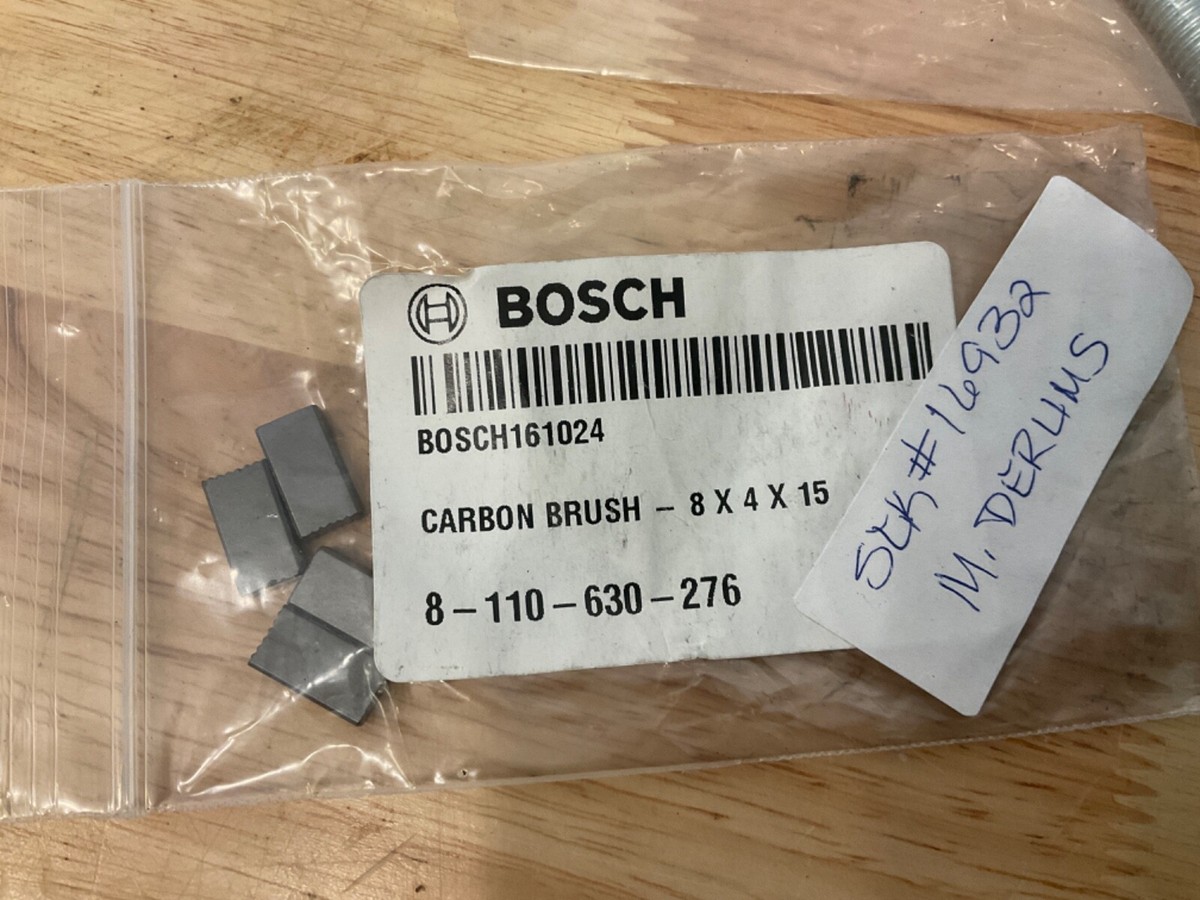 BOSCH
BOSCH161024
CARBON BRUSH – 8 X 4 X 15
8–110–630–276
STK#16932
M. DERUMS